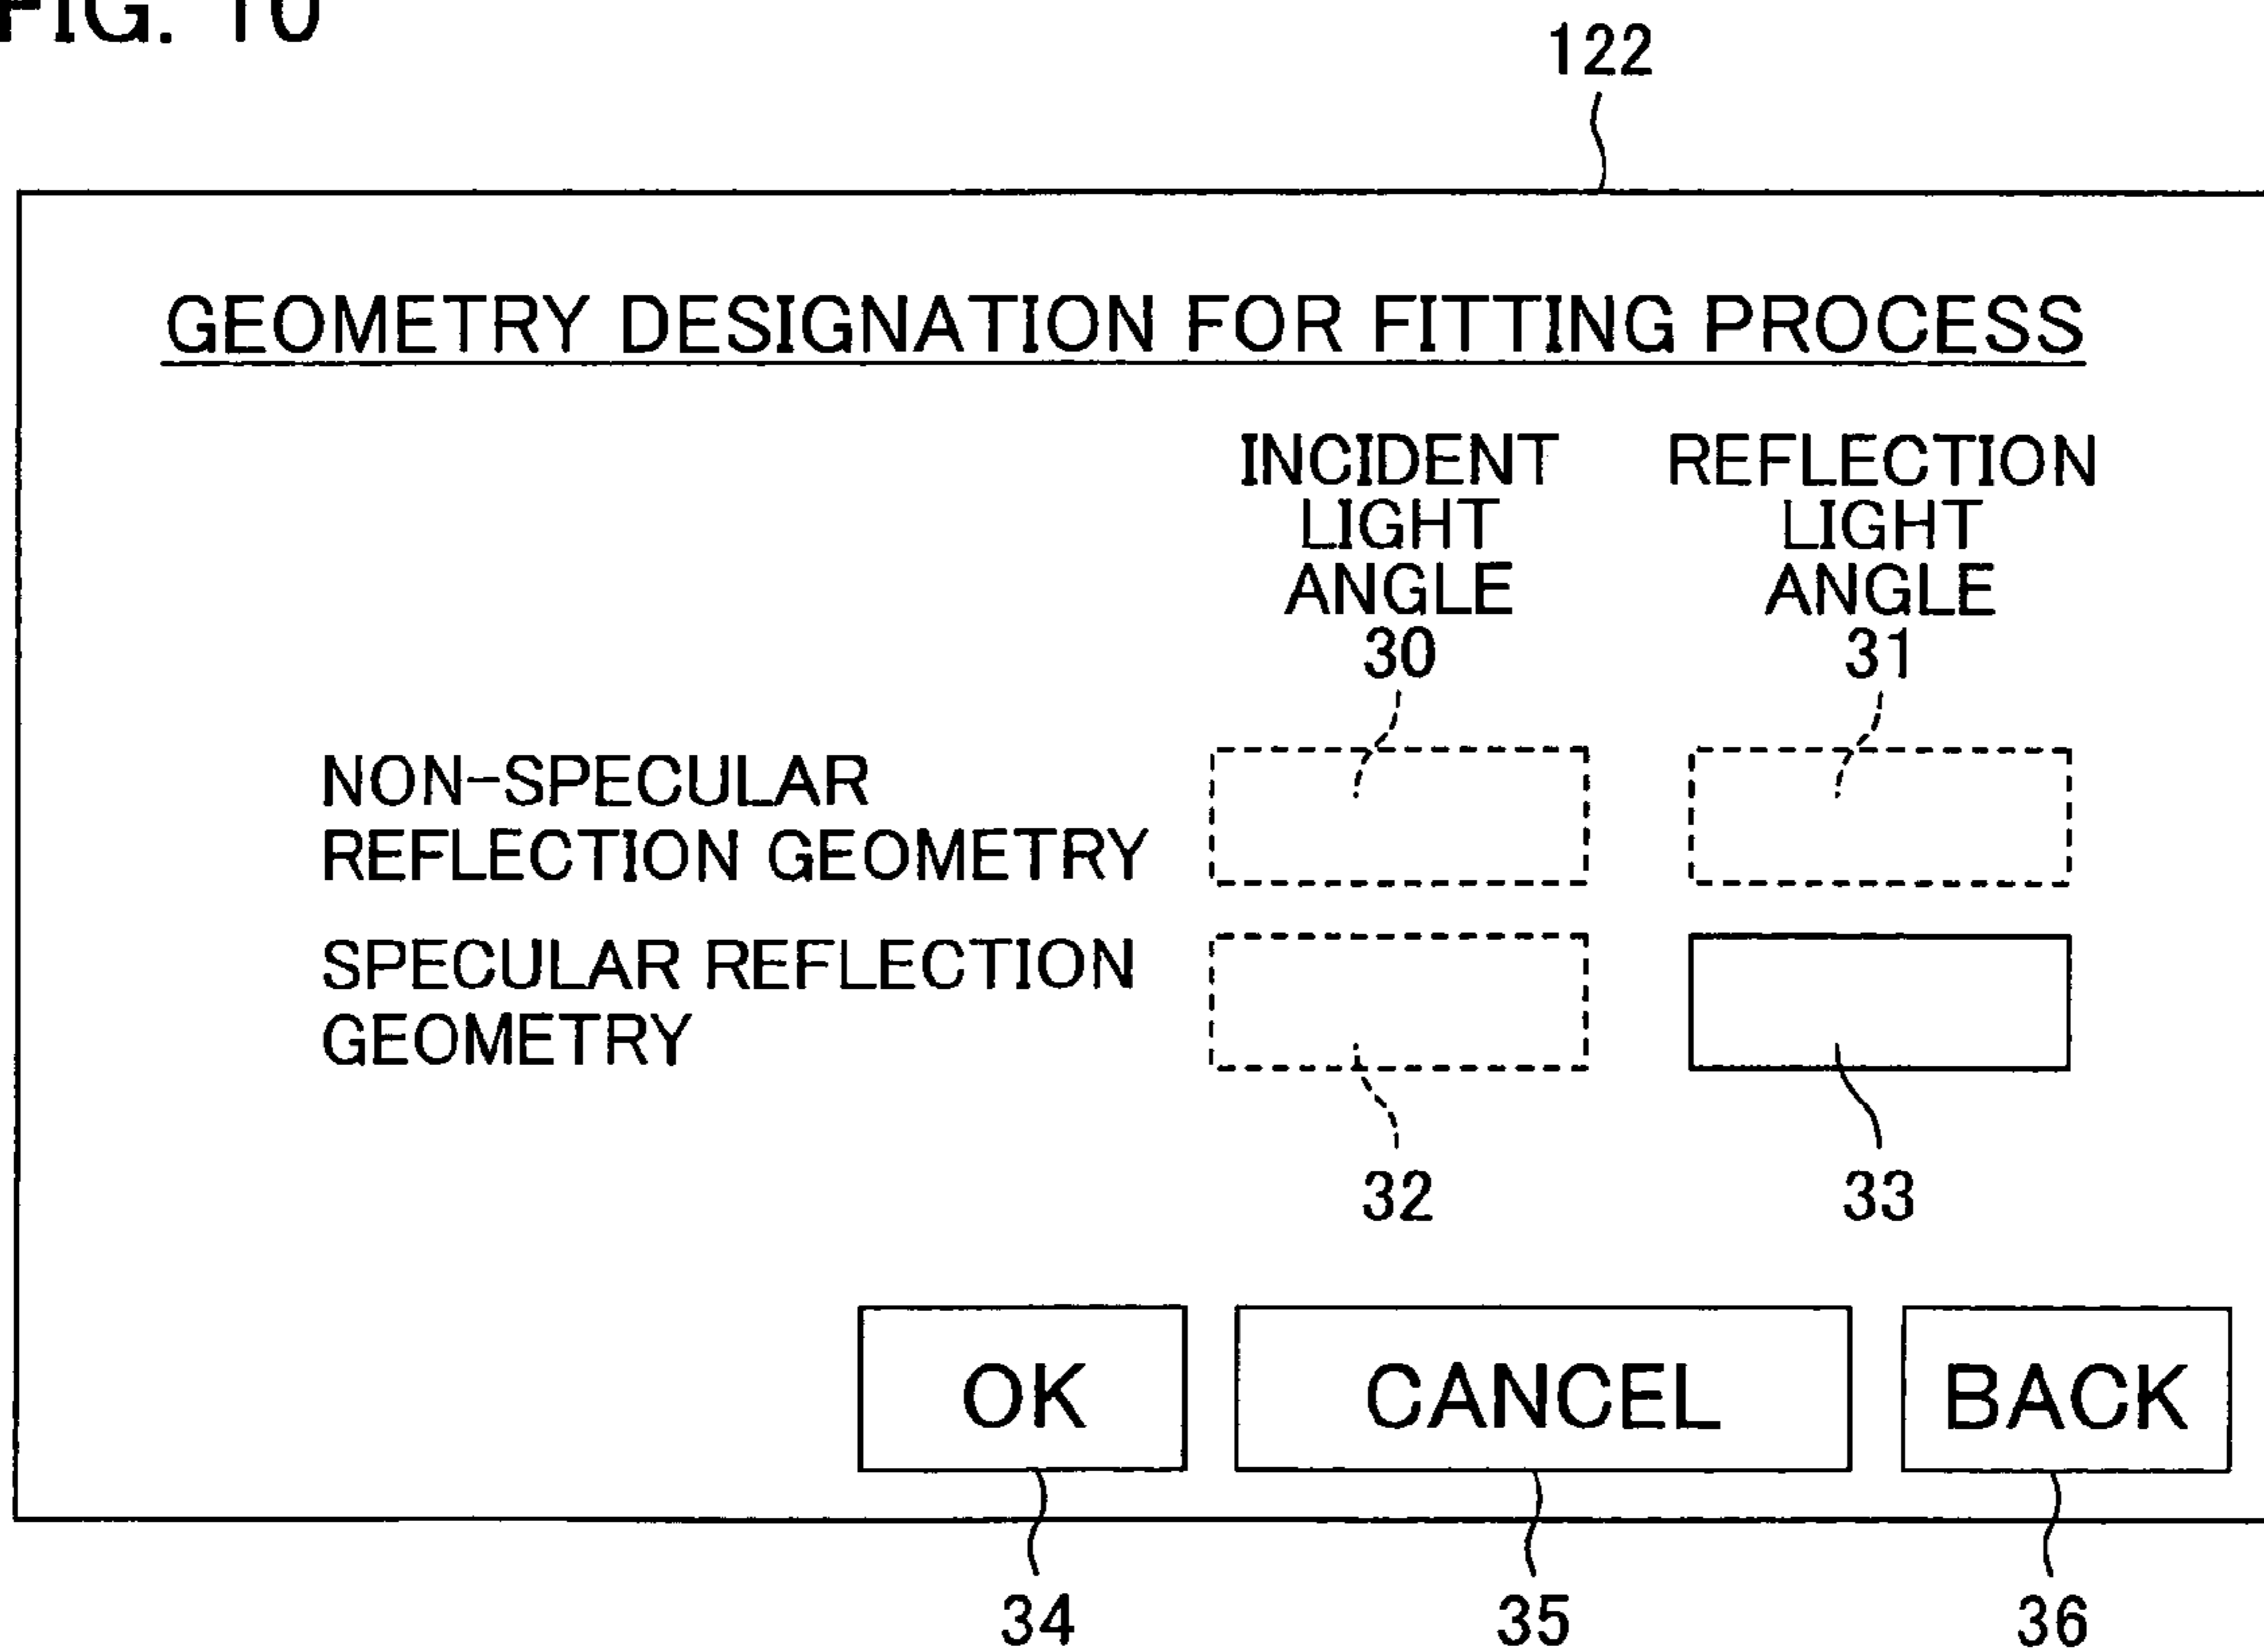 FIG. 10
122
GEOMETRY DESIGNATION FOR FITTING PROCESS
INCIDENT LIGHT ANGLE
REFLECTION LIGHT ANGLE
30
31
NON-SPECULAR
REFLECTION GEOMETRY
SPECULAR REFLECTION
GEOMETRY
32
33
OK
CANCEL
BACK
34
35
36